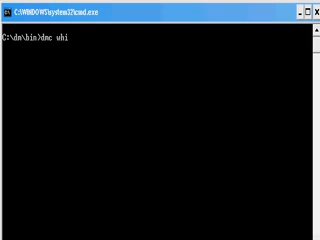 C:\WINDOWS\system32\cmd.exe
C:\dm\bin>dmc whi